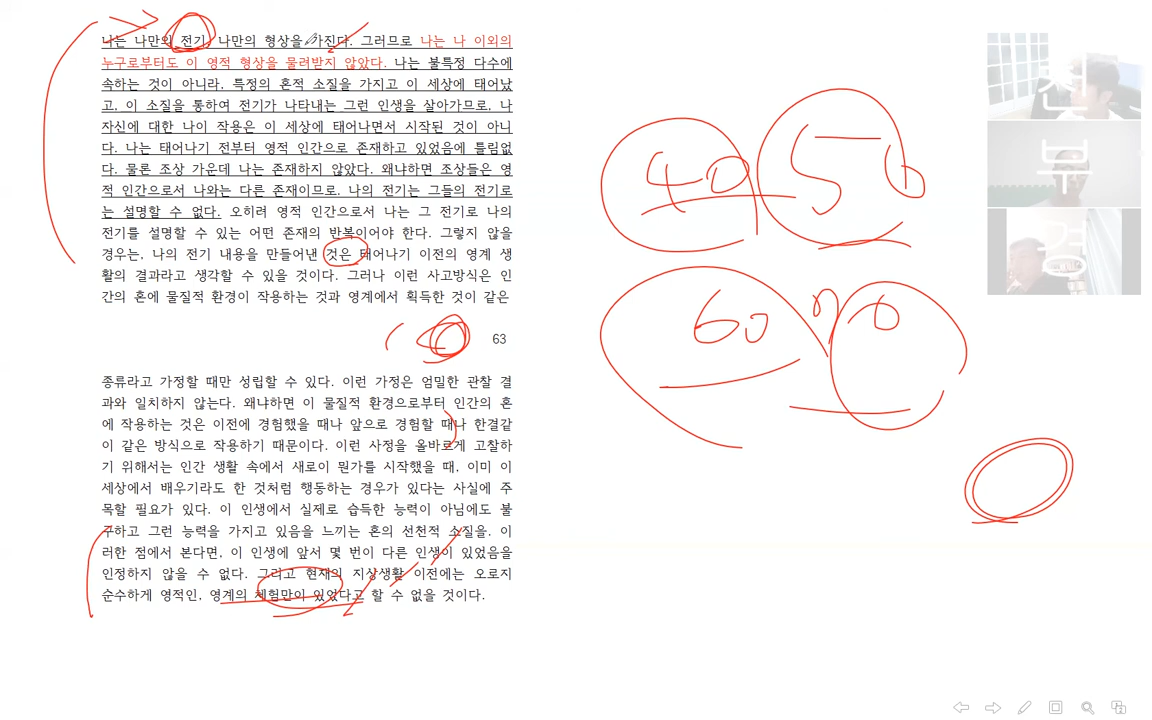 나는 나만의 전기, 나만의 형상을 가진다. 그러므로 나는 나 이외의
누구로부터도 이 영적 형상을 물려받지 않았다. 나는 불특정 다수에
속하는 것이 아니라, 특정의 혼적 소질을 가지고 이 세상에 태어났
고, 이 소질을 통하여 전기가 나타내는 그런 인생을 살아가므로, 나
자신에 대한 나이 작용은 이 세상에 태어나면서 시작된 것이 아니
다. 나는 태어나기 전부터 영적 인간으로 존재하고 있었음에 틀림없
다. 물론 조상 가운데 나는 존재하지 않았다. 왜냐하면 조상들은 영
적 인간으로서 나와는 다른 존재이므로, 나의 전기는 그들의 전기로
는 설명할 수 없다. 오히려 영적 인간으로서 나는 그 전기로 나의
전기를 설명할 수 있는 어떤 존재의 반복이어야 한다. 그렇지 않을
경우는, 나의 전기 내용을 만들어낸 것은 태어나기 이전의 영계 생
활의 결과라고 생각할 수 있을 것이다. 그러나 이런 사고방식은 인
간의 혼에 물질적 환경이 작용하는 것과 영계에서 획득한 것이 같은
63
종류라고 가정할 때만 성립할 수 있다. 이런 가정은 엄밀한 관찰 결
과와 일치하지 않는다. 왜냐하면 이 물질적 환경으로부터 인간의 혼
에 작용하는 것은 이전에 경험했을 때나 앞으로 경험할 때나 한결같
이 같은 방식으로 작용하기 때문이다. 이런 사정을 올바르게 고찰하
기 위해서는 인간 생활 속에서 새로이 뭔가를 시작했을 때, 이미 이
세상에서 배우기라도 한 것처럼 행동하는 경우가 있다는 사실에 주
목할 필요가 있다. 이 인생에서 실제로 습득한 능력이 아님에도 불
구하고 그런 능력을 가지고 있음을 느끼는 혼의 선천적 소질을. 이
러한 점에서 본다면, 이 인생에 앞서 몇 번이 다른 인생이 있었음을
인정하지 않을 수 없다. 그리고 현재의 지상생활 이전에는 오로지
순수하게 영적인, 영계의 체험만이 있었다고 할 수 없을 것이다.
40
50
60
진
뷰
경